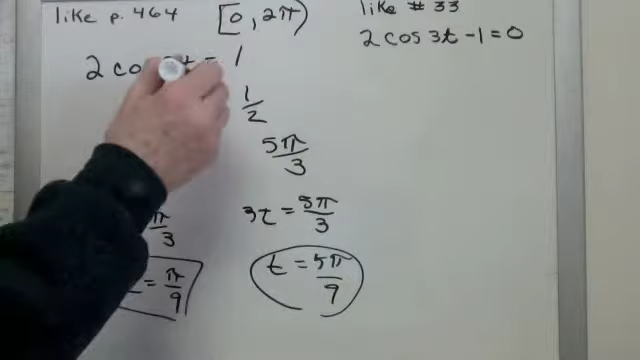 like p. 464 [0, 2π)
like # 33
2 cos 3t - 1 = 0
2 cos = 1
1/2
5π/3
π/3
3t = 5π/3
= π/9
t = 5π/9